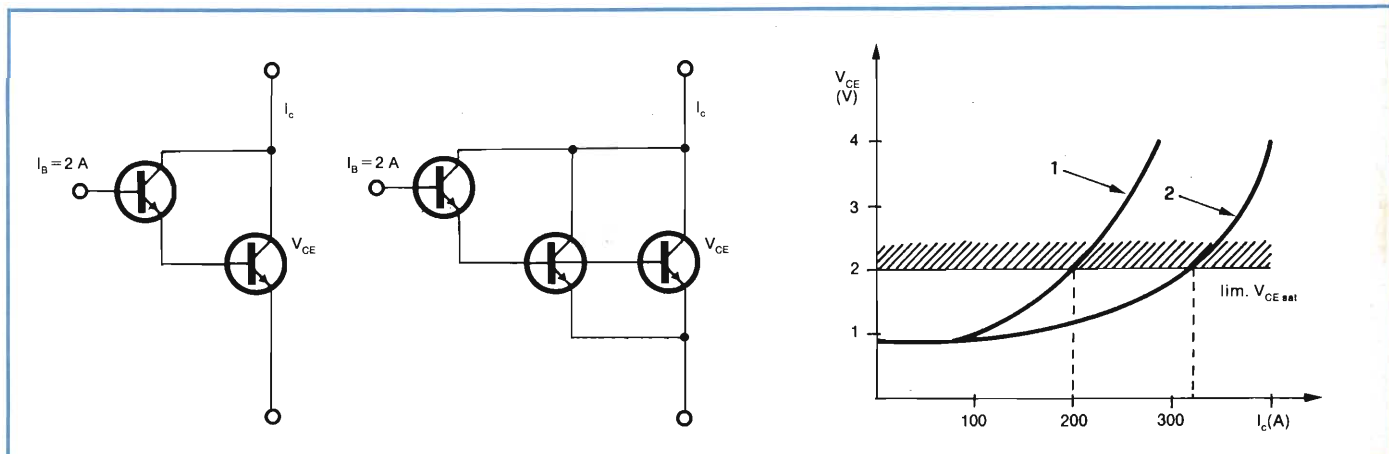 I_c
I_B = 2 A
V_CE
I_c
I_B = 2 A
V_CE
V_CE
(V)
4
3
2
1
1
2
lim. V_CE sat
100
200
300
I_c(A)